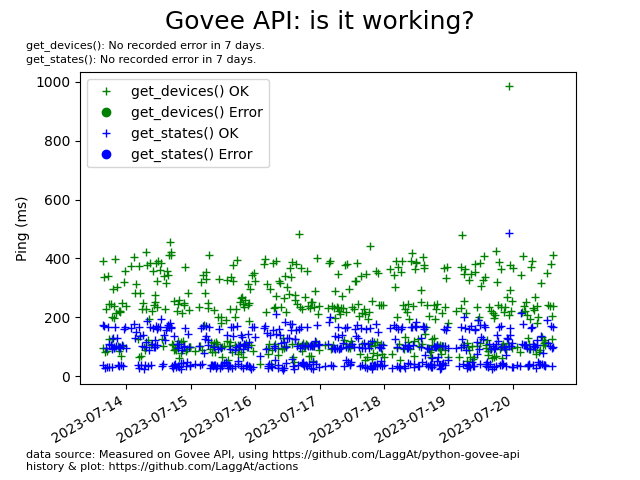 Govee API: is it working?
get_devices(): No recorded error in 7 days.
get_states(): No recorded error in 7 days.
get_devices() OK
get_devices() Error
get_states() OK
get_states() Error
Ping (ms)
1000
800
600
400
200
0
2023-07-14
2023-07-15
2023-07-16
2023-07-17
2023-07-18
2023-07-19
2023-07-20
data source: Measured on Govee API, using https://github.com/LaggAt/python-govee-api
history & plot: https://github.com/LaggAt/actions